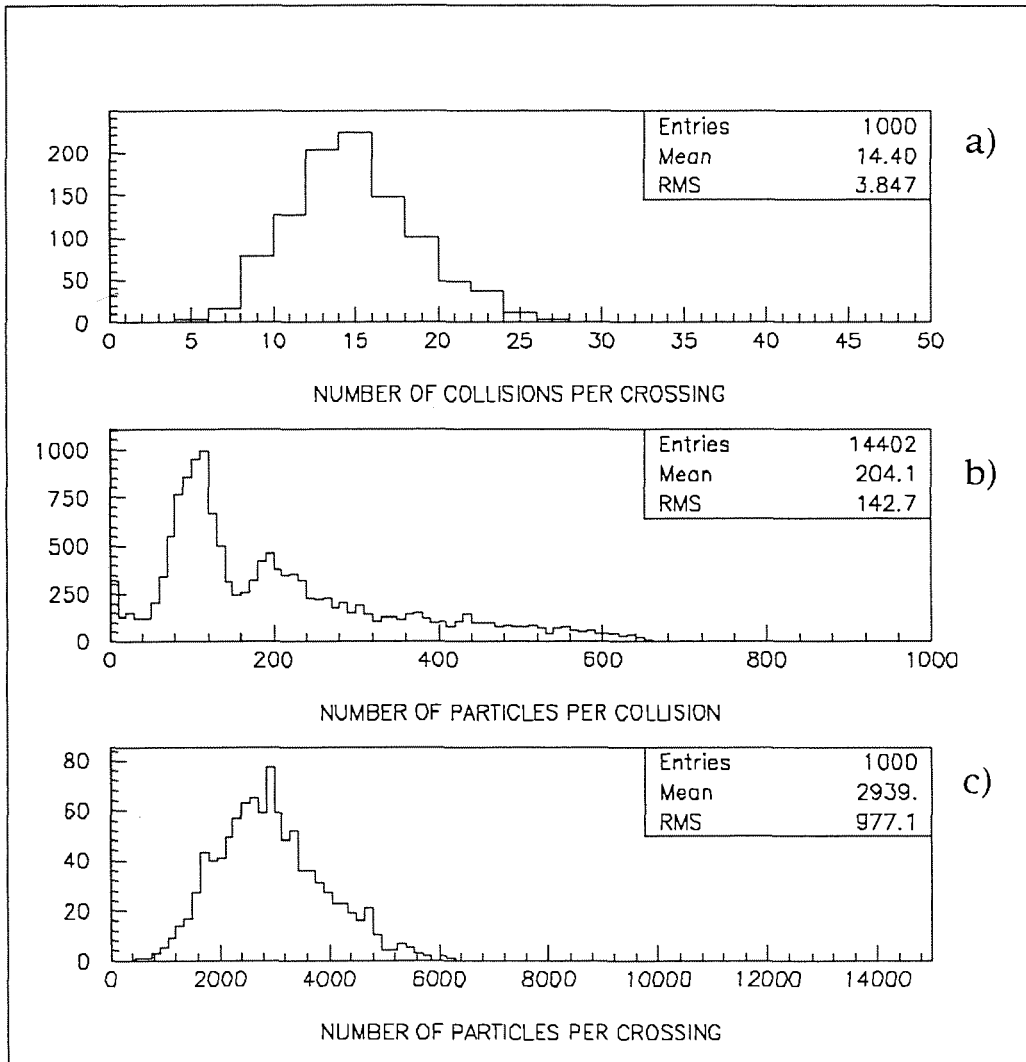 a)
Entries 1000
Mean 14.40
RMS 3.847
200
150
100
50
0
0 5 10 15 20 25 30 35 40 45 50
NUMBER OF COLLISIONS PER CROSSING
b)
Entries 14402
Mean 204.1
RMS 142.7
1000
750
500
250
0
0 200 400 600 800 1000
NUMBER OF PARTICLES PER COLLISION
c)
Entries 1000
Mean 2939.
RMS 977.1
80
60
40
20
0
2000 4000 6000 8000 10000 12000 14000
NUMBER OF PARTICLES PER CROSSING